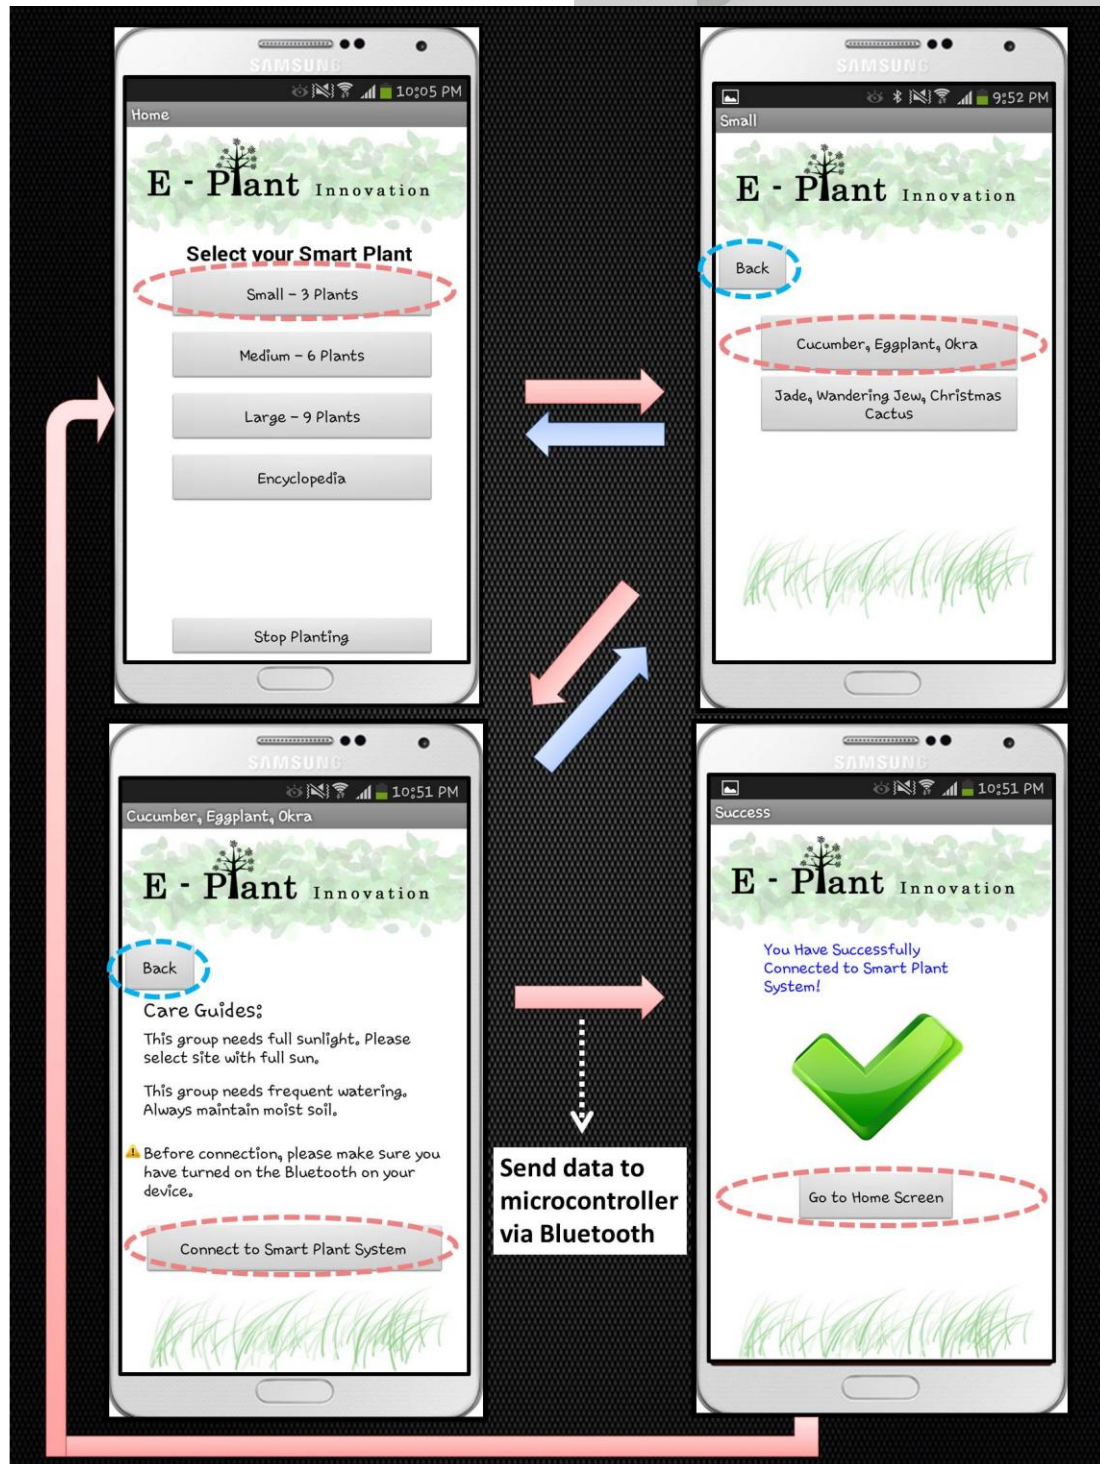 SAMSUNG
10:05 PM
Home
E - Plant Innovation
Select your Smart Plant
Small - 3 Plants
Medium - 6 Plants
Large - 9 Plants
Encyclopedia
Stop Planting
SAMSUNG
9:52 PM
Small
E - Plant Innovation
Back
Cucumber, Eggplant, Okra
Jade, Wandering Jew, Christmas
Cactus
SAMSUNG
10:51 PM
Cucumber, Eggplant, Okra
E - Plant Innovation
Back
Care Guides:
This group needs full sunlight. Please
select site with full sun.
This group needs frequent watering.
Always maintain moist soil.
Before connection, please make sure you
have turned on the Bluetooth on your
device.
Connect to Smart Plant System
Send data to
microcontroller
via Bluetooth
SAMSUNG
10:51 PM
Success
E - Plant Innovation
You Have Successfully
Connected to Smart Plant
System!
Go to Home Screen